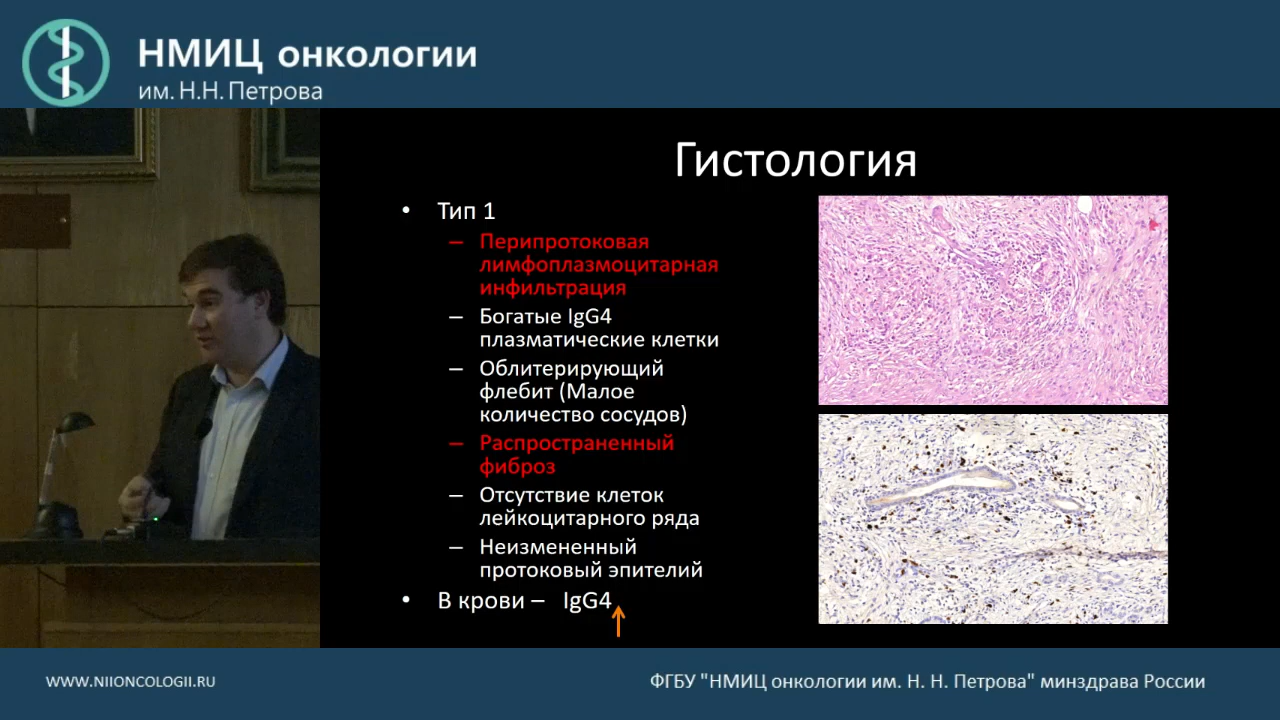 НМИЦ онкологии
им. Н.Н. Петрова
Гистология
• Тип 1
– Перипротоковая
лимфоплазмоцитарная
инфильтрация
– Богатые IgG4
плазматические клетки
– Облитерирующий
флебит (Малое
количество сосудов)
– Распространенный
фиброз
– Отсутствие клеток
лейкоцитарного ряда
– Неизмененный
протоковый эпителий
• В крови – IgG4
WWW.NIIONCOLOGII.RU
ФГБУ "НМИЦ онкологии им. Н. Н. Петрова" минздрава России